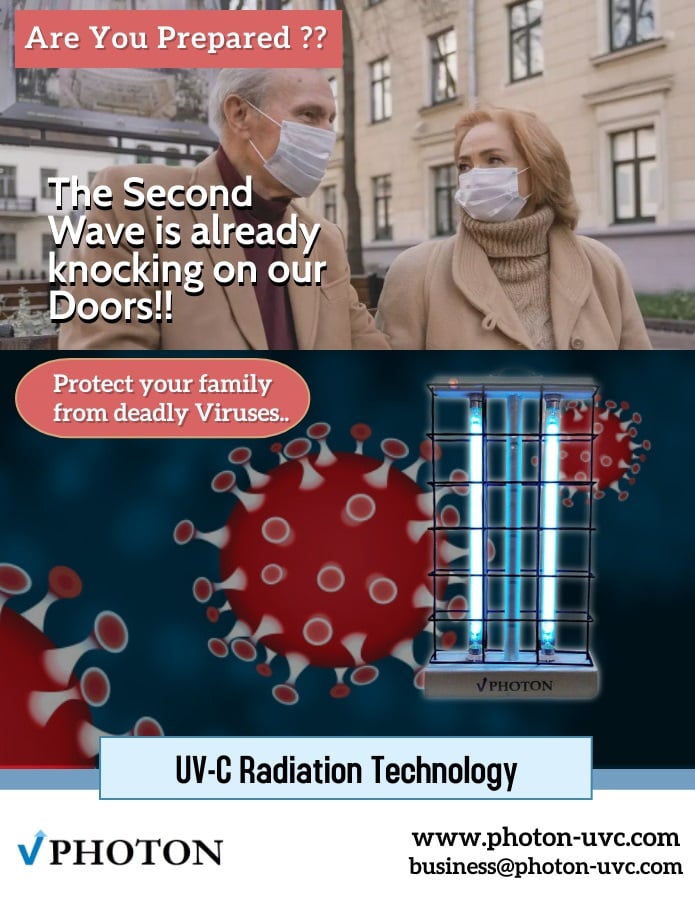 Are You Prepared ??
The Second
Wave is already
knocking on our
Doors!!
Protect your family
from deadly Viruses..
PHOTON
UV-C Radiation Technology
PHOTON
www.photon-uvc.com
business@photon-uvc.com